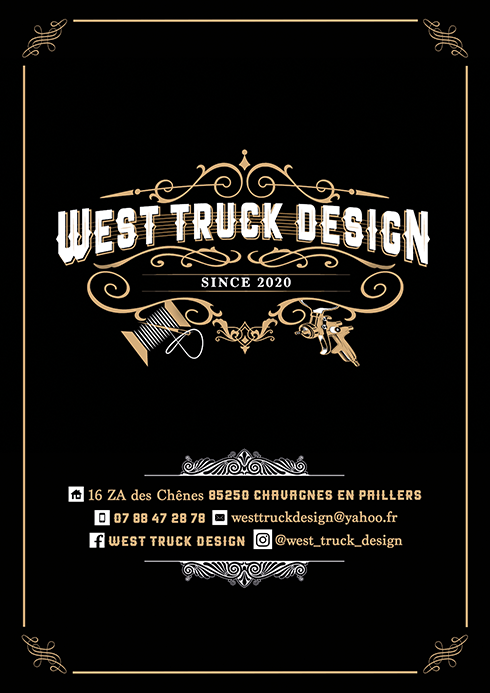 WEST TRUCK DESIGN
SINCE 2020
16 ZA des Chênes 85250 CHAVAGNES EN PAILLERS
07 88 47 28 78 westtruckdesign@yahoo.fr
WEST TRUCK DESIGN @west_truck_design